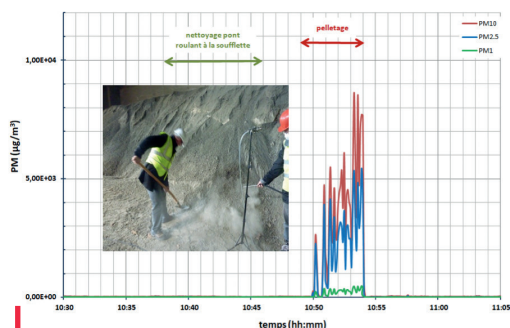 nettoyage pont
roulant à la soufflette
pelletage
PM10
PM2.5
PM1
PM (µg/m³)
1,00E+04
5,00E+03
0,00E+00
10:30 10:35 10:40 10:45 10:50 10:55 11:00 11:05
temps (hh:mm)